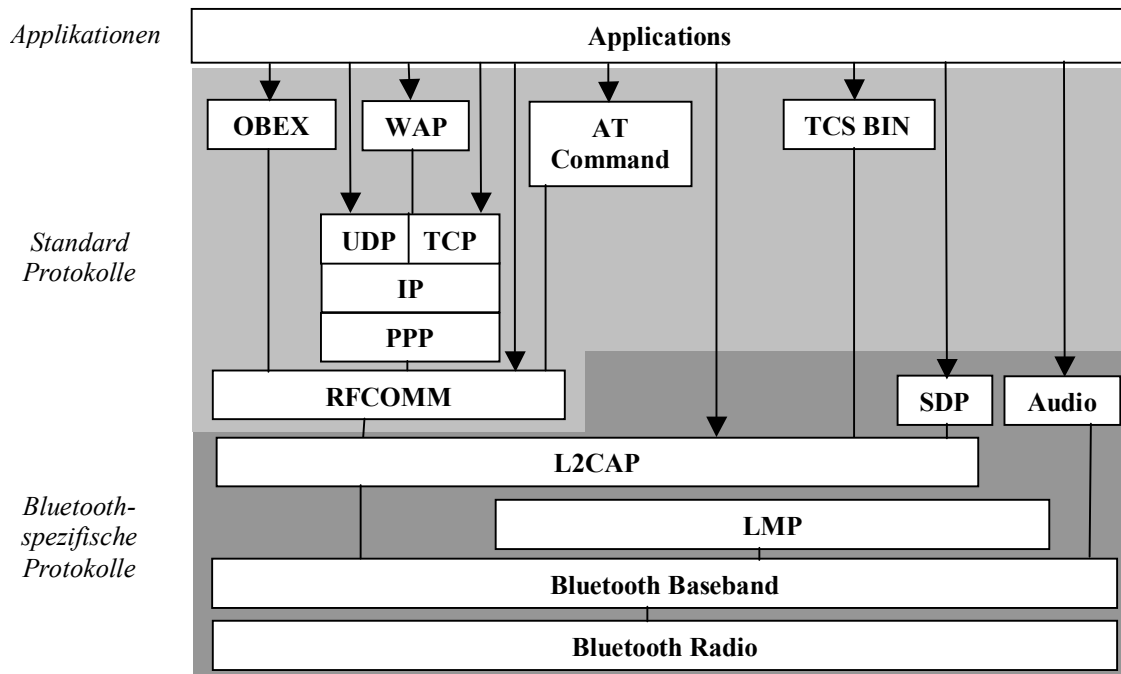 Applikationen
Applications
OBEX
WAP
AT
Command
TCS BIN
Standard
Protokolle
UDP
TCP
IP
PPP
RFCOMM
SDP
Audio
L2CAP
Bluetooth-
spezifische
Protokolle
LMP
Bluetooth Baseband
Bluetooth Radio